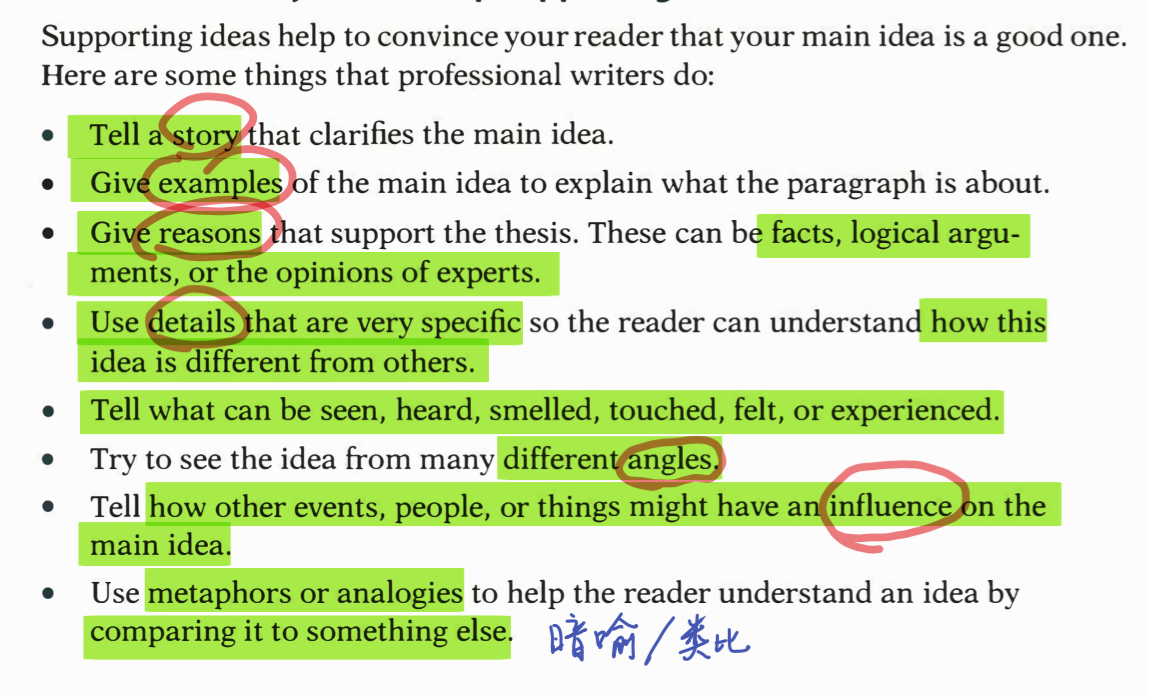 Supporting ideas help to convince your reader that your main idea is a good one.
Here are some things that professional writers do:
• Tell a story that clarifies the main idea.
• Give examples of the main idea to explain what the paragraph is about.
• Give reasons that support the thesis. These can be facts, logical argu-
ments, or the opinions of experts.
• Use details that are very specific so the reader can understand how this
idea is different from others.
• Tell what can be seen, heard, smelled, touched, felt, or experienced.
• Try to see the idea from many different angles.
• Tell how other events, people, or things might have an influence on the
main idea.
• Use metaphors or analogies to help the reader understand an idea by
comparing it to something else. 暗喻/类比